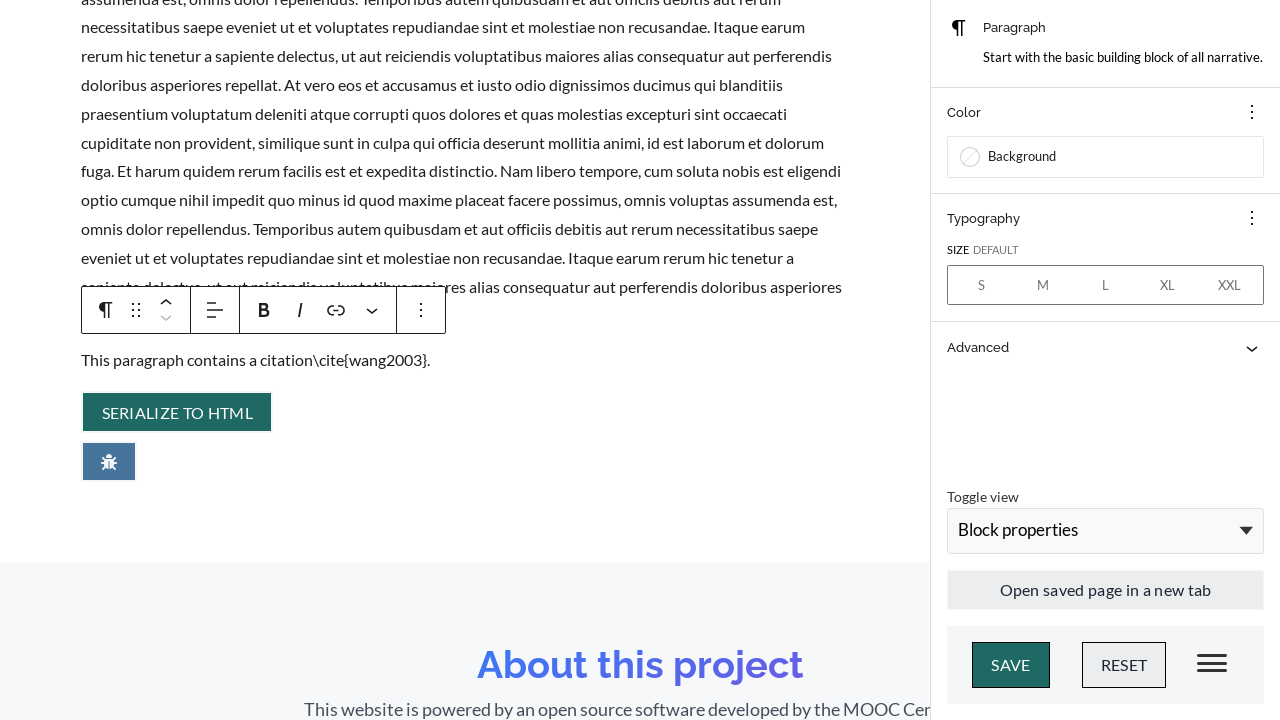 assumenda est, omnis dolor repellendus. Temporibus autem quibusdam et aut officiis debitis aut rerum
necessitatibus saepe eveniet ut et voluptates repudiandae sint et molestiae non recusandae. Itaque earum
rerum hic tenetur a sapiente delectus, ut aut reiciendis voluptatibus maiores alias consequatur aut perferendis
doloribus asperiores repellat. At vero eos et accusamus et iusto odio dignissimos ducimus qui blanditiis
praesentium voluptatum deleniti atque corrupti quos dolores et quas molestias excepturi sint occaecati
cupiditate non provident, similique sunt in culpa qui officia deserunt mollitia animi, id est laborum et dolorum
fuga. Et harum quidem rerum facilis est et expedita distinctio. Nam libero tempore, cum soluta nobis est eligendi
optio cumque nihil impedit quo minus id quod maxime placeat facere possimus, omnis voluptas assumenda est,
omnis dolor repellendus. Temporibus autem quibusdam et aut officiis debitis aut rerum necessitatibus saepe
eveniet ut et voluptates repudiandae sint et molestiae non recusandae. Itaque earum rerum hic tenetur a
sapiente delectus, ut aut reiciendis voluptatibus maiores alias consequatur aut perferendis doloribus asperiores
B I
This paragraph contains a citation\cite{wang2003}.
SERIALIZE TO HTML
About this project
This website is powered by an open source software developed by the MOOC Cer
Paragraph
Start with the basic building block of all narrative.
Color
Background
Typography
SIZE DEFAULT
S M L XL XXL
Advanced
Toggle view
Block properties
Open saved page in a new tab
SAVE RESET